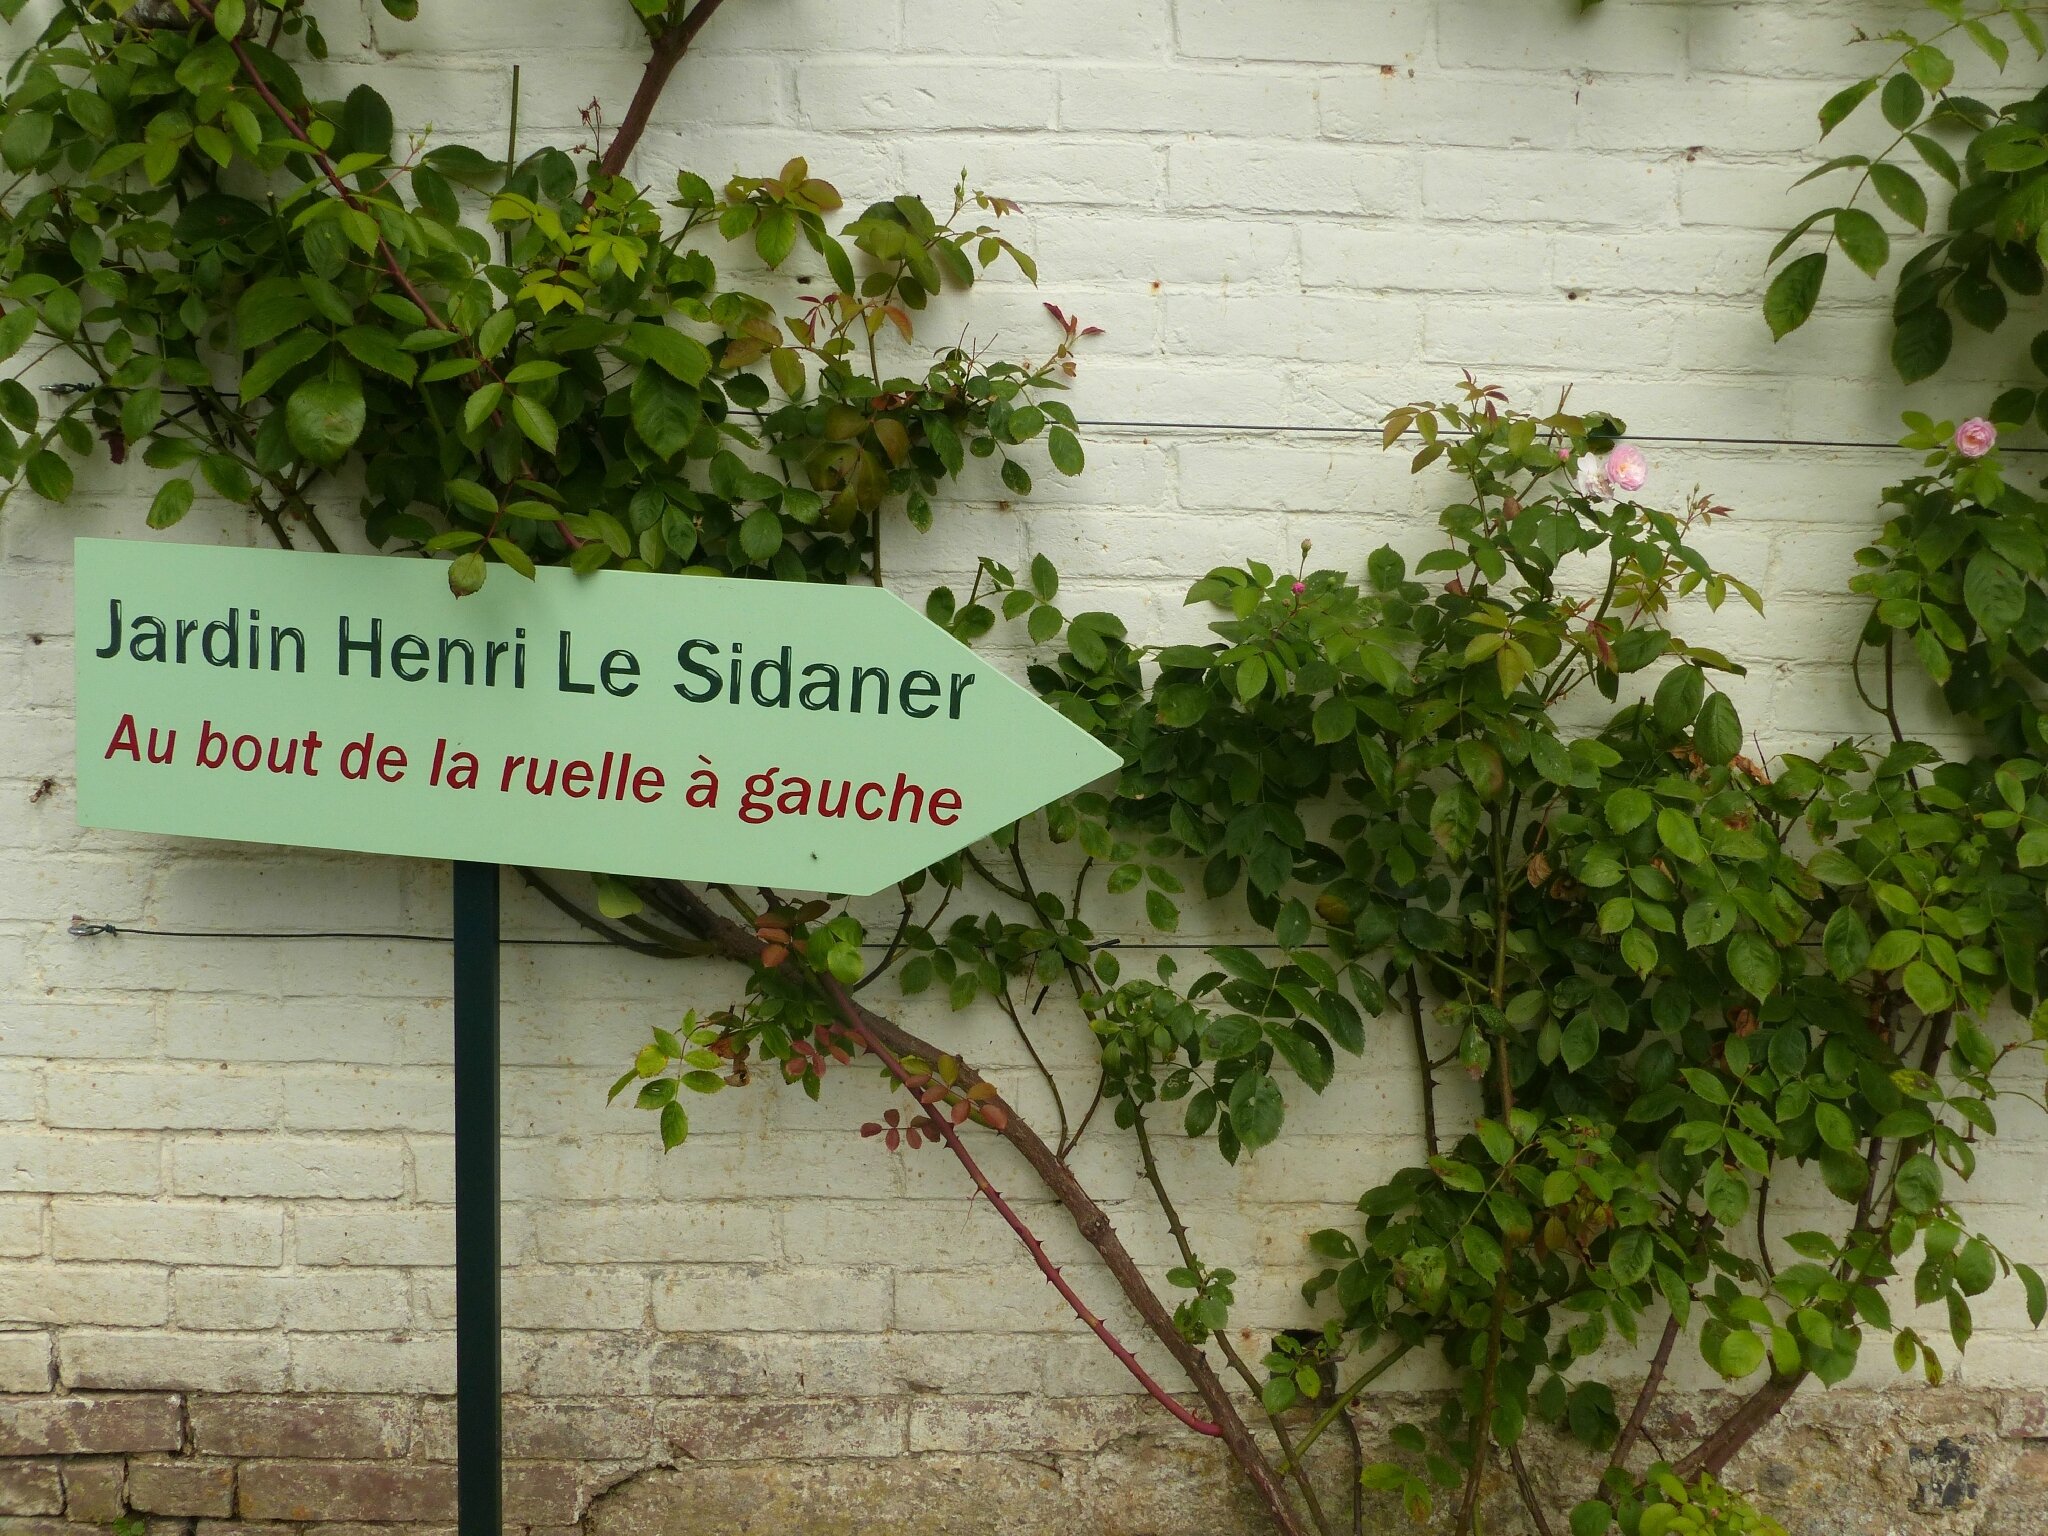 Jardin Henri Le Sidaner
Au bout de la ruelle à gauche